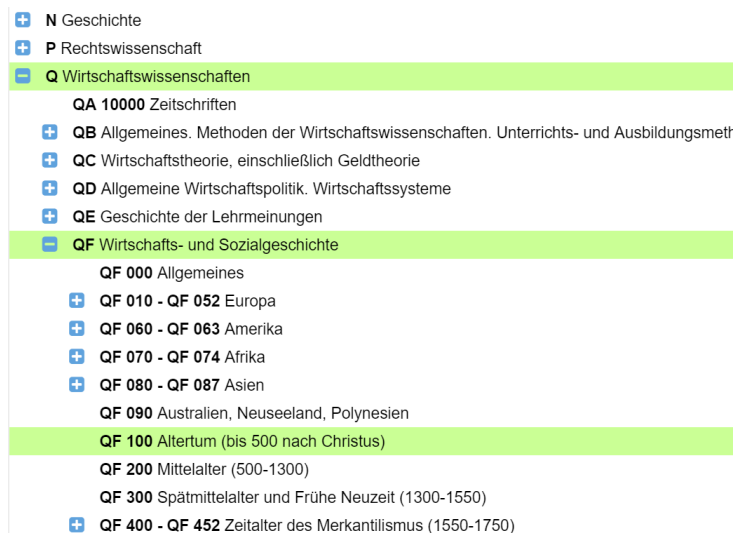 N Geschichte
P Rechtswissenschaft
Q Wirtschaftswissenschaften
QA 10000 Zeitschriften
QB Allgemeines. Methoden der Wirtschaftswissenschaften. Unterrichts- und
QC Wirtschaftstheorie, einschließlich Geldtheorie
QD Allgemeine Wirtschaftspolitik. Wirtschaftssysteme
QE Geschichte der Lehrmeinungen
QF Wirtschafts- und Sozialgeschichte
QF 000 Allgemeines
QF 010 - QF 052 Europa
QF 060 - QF 063 Amerika
QF 070 - QF 074 Afrika
QF 080 - QF 087 Asien
QF 090 Australien, Neuseeland, Polynesien
QF 100 Altertum (bis 500 nach Christus)
QF 200 Mittelalter (500-1300)
QF 300 Spätmittelalter und Frühe Neuzeit (1300-1550)
QF 400 - QF 452 Zeitalter des Merkantilismus (1550-1750)